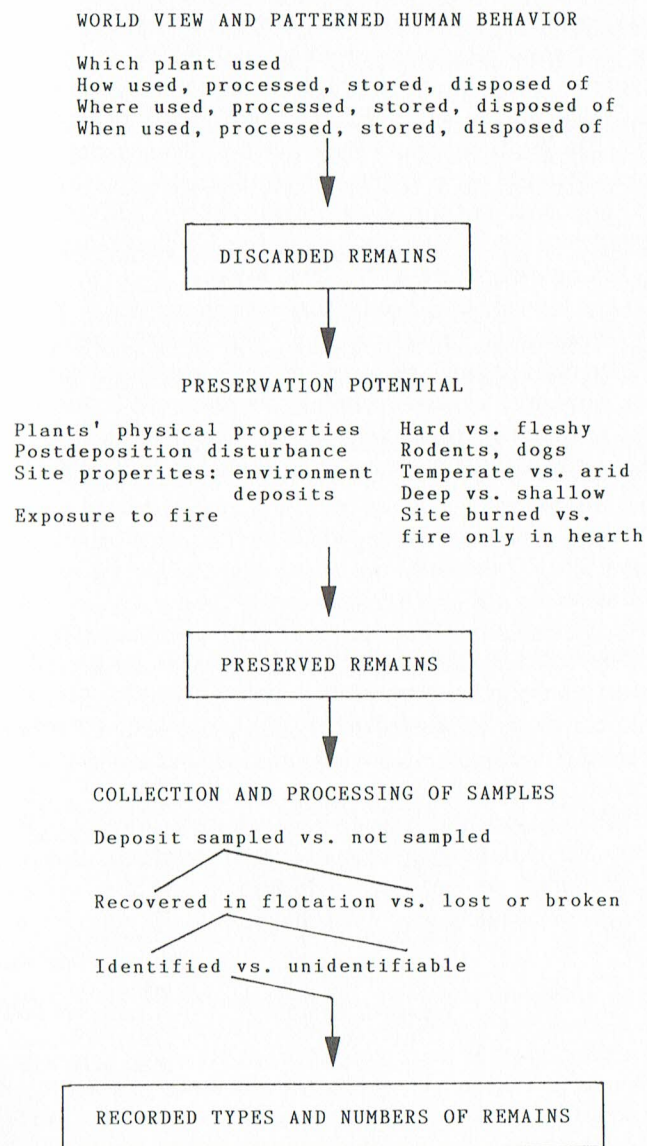 WORLD VIEW AND PATTERNED HUMAN BEHAVIOR
Which plant used
How used, processed, stored, disposed of
Where used, processed, stored, disposed of
When used, processed, stored, disposed of
DISCARDED REMAINS
PRESERVATION POTENTIAL
Plants' physical properties Hard vs. fleshy
Postdeposition disturbance Rodents, dogs
Site properites: environment Temperate vs. arid
deposits Deep vs. shallow
Exposure to fire Site burned vs.
fire only in hearth
PRESERVED REMAINS
COLLECTION AND PROCESSING OF SAMPLES
Deposit sampled vs. not sampled
Recovered in flotation vs. lost or broken
Identified vs. unidentifiable
RECORDED TYPES AND NUMBERS OF REMAINS